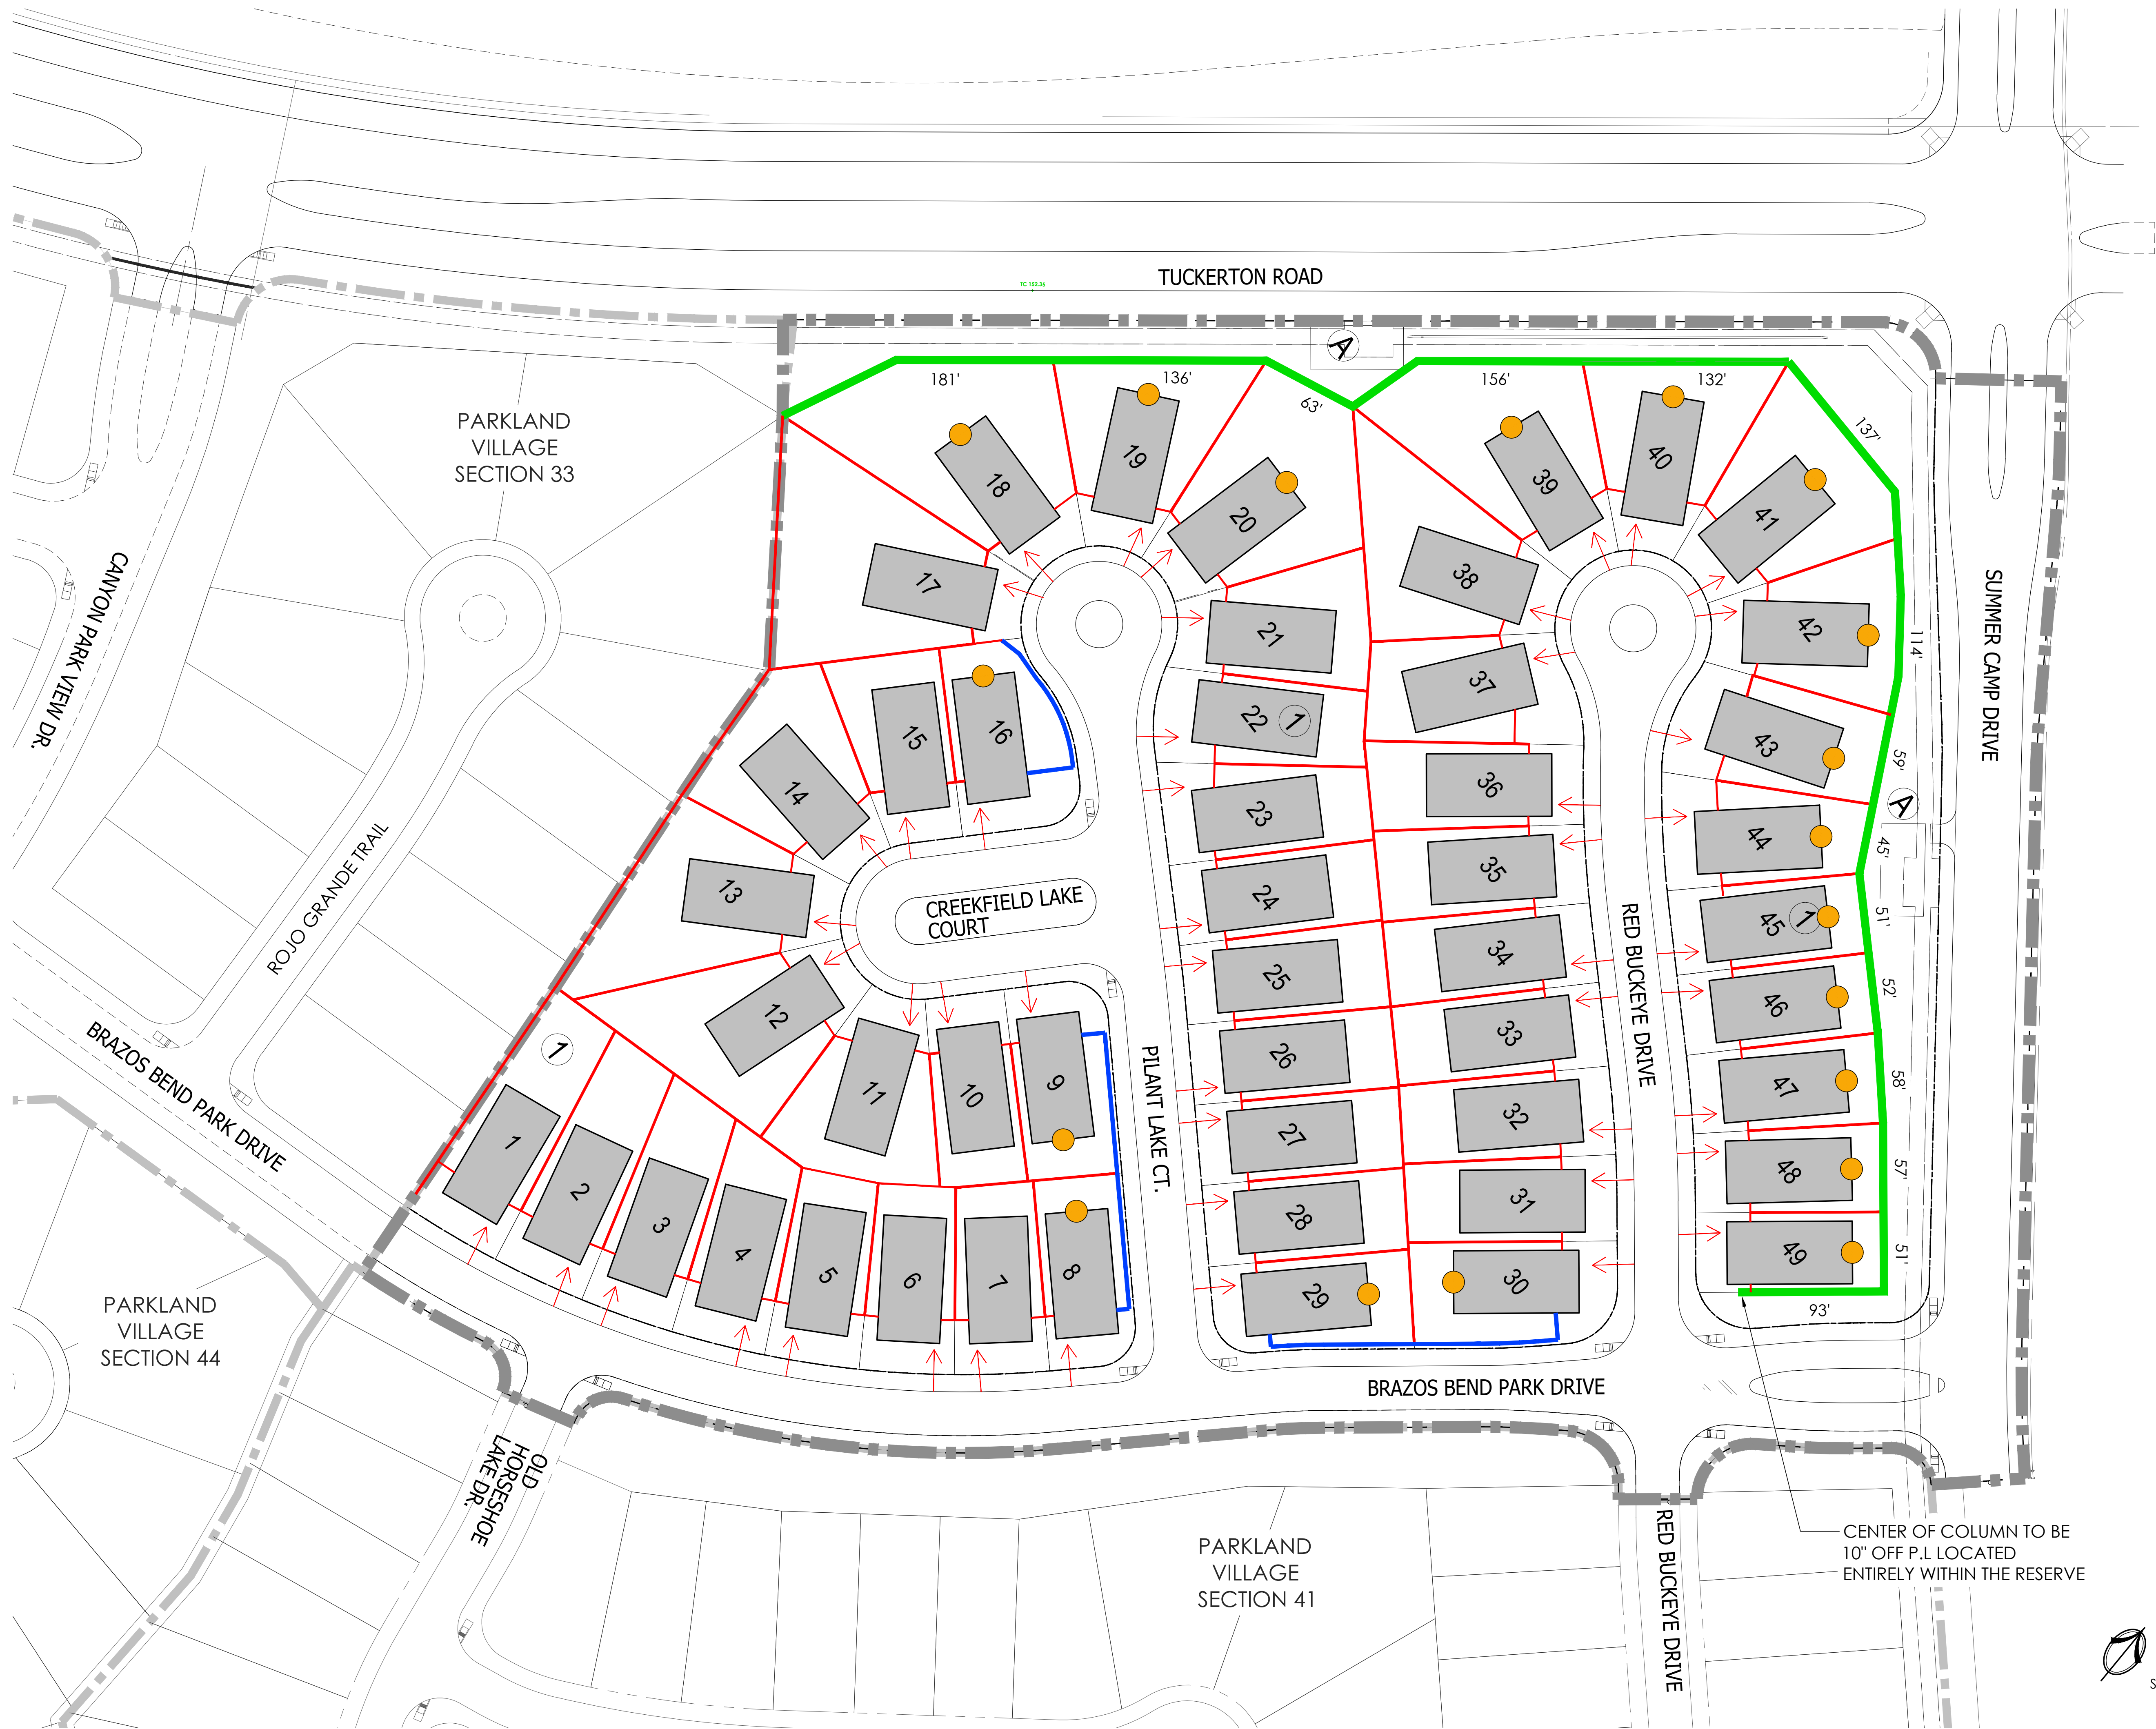 TUCKERTON ROAD
TC 152.35
A
181'
136'
63'
156'
132'
137'
114'
59'
45'
51'
52'
58'
57'
51'
93'
PARKLAND
VILLAGE
SECTION 33
CANYON PARK VIEW DR.
ROJO GRANDE TRAIL
BRAZOS BEND PARK DRIVE
SUMMER CAMP DRIVE
A
18
19
20
17
21
22
1
16
15
14
13
12
11
10
9
1
1
2
3
4
5
6
7
8
23
24
25
26
27
28
29
39
40
41
38
37
36
35
34
33
32
31
30
42
43
44
45
1
46
47
48
49
CREEKFIELD LAKE
COURT
PILANT LAKE CT.
RED BUCKEYE DRIVE
BRAZOS BEND PARK DRIVE
PARKLAND
VILLAGE
SECTION 44
OLD
HORSESHOE
LAKE DR.
PARKLAND
VILLAGE
SECTION 41
RED BUCKEYE DRIVE
CENTER OF COLUMN TO BE
10" OFF P.L LOCATED
ENTIRELY WITHIN THE RESERVE
S